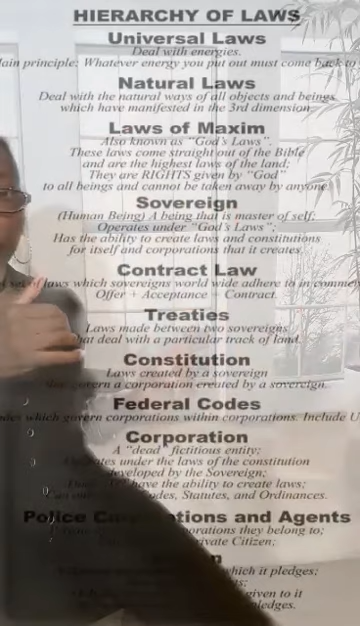 HIERARCHY OF LAWS
Universal Laws
Deal with energies.
ain principle: Whatever energy you put out must come back to
Natural Laws
Deal with the natural ways of all objects and beings
which have manifested in the 3rd dimension
Laws of Maxim
Also known as "God's Laws".
These laws come straight out of the Bible
and are the highest laws of the land;
They are RIGHTS given by "God"
to all beings and cannot be taken away by anyone
Sovereign
(Human Being) A being that is master of self;
Operates under "God's Laws";
Has the ability to create laws and constitutions
for itself and corporations that it creates.
Contract Law
set of laws which sovereigns world wide adhere to in commer
Offer + Acceptance = Contract.
Treaties
Laws made between two sovereigns
that deal with a particular track of land.
Constitution
Laws created by a sovereign
govern a corporation created by a sovereign.
Federal Codes
which govern corporations within corporations. Include U
Corporation
A "dead" fictitious entity;
under the laws of the constitution
developed by the Sovereign;
have the ability to create laws;
Codes, Statutes, and Ordinances.
Police and Agents
they belong to;
Private Citizen;
which it pledges;
given to it
pledges.